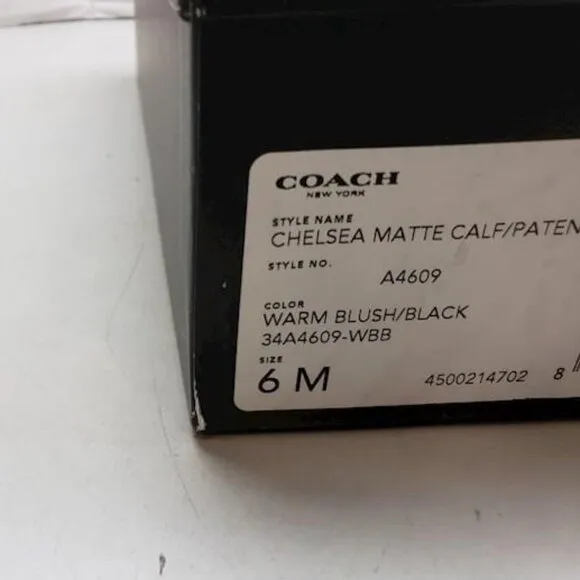 COACH
NEW YORK
STYLE NAME
CHELSEA MATTE CALF/PATEN
STYLE NO.
A4609
COLOR
WARM BLUSH/BLACK
34A4609-WBB
SIZE
6 M
4500214702 8